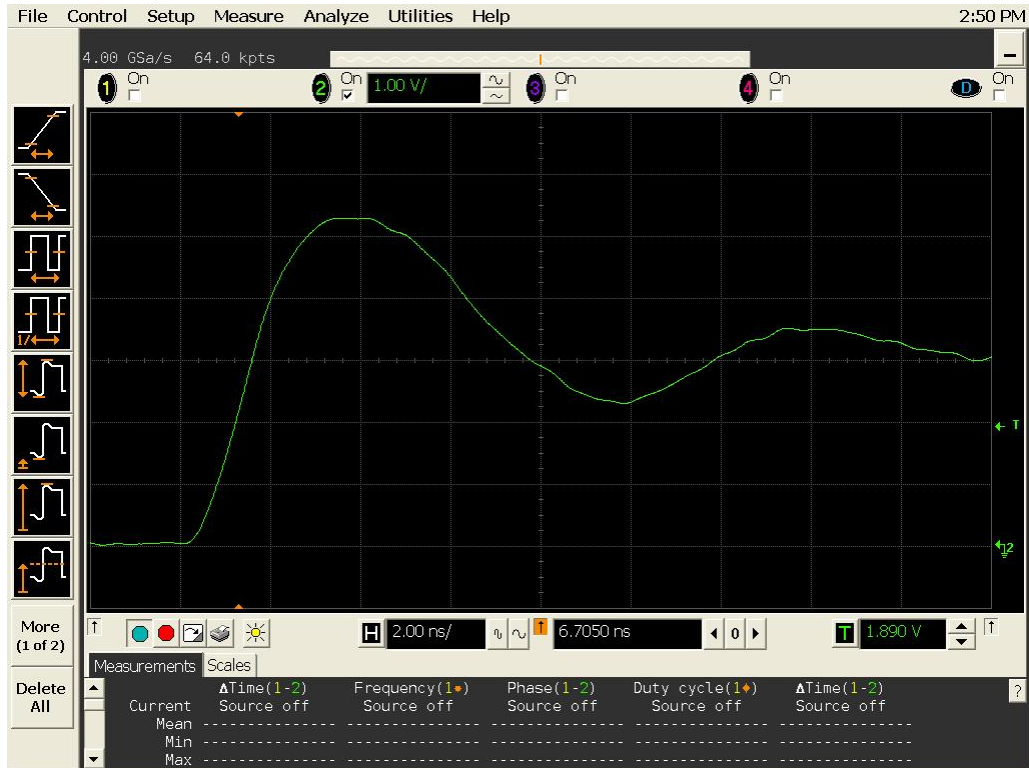 File Control Setup Measure Analyze Utilities Help 2:50 PM
4.00 GSa/s 64.0 kpts
1 On 2 On 1.00 V/ 3 On 4 On D On
T
2
1/
More
(1 of 2)
Delete
All
H 2.00 ns/ 6.7050 ns 0 T 1.890 V
Measurements Scales
ΔTime(1-2) Frequency(1) Phase(1-2) Duty cycle(1) ΔTime(1-2) ?
Current Source off Source off Source off Source off Source off
Mean -------------- -------------- -------------- -------------- --------------
Min -------------- -------------- -------------- -------------- --------------
Max -------------- -------------- -------------- -------------- --------------